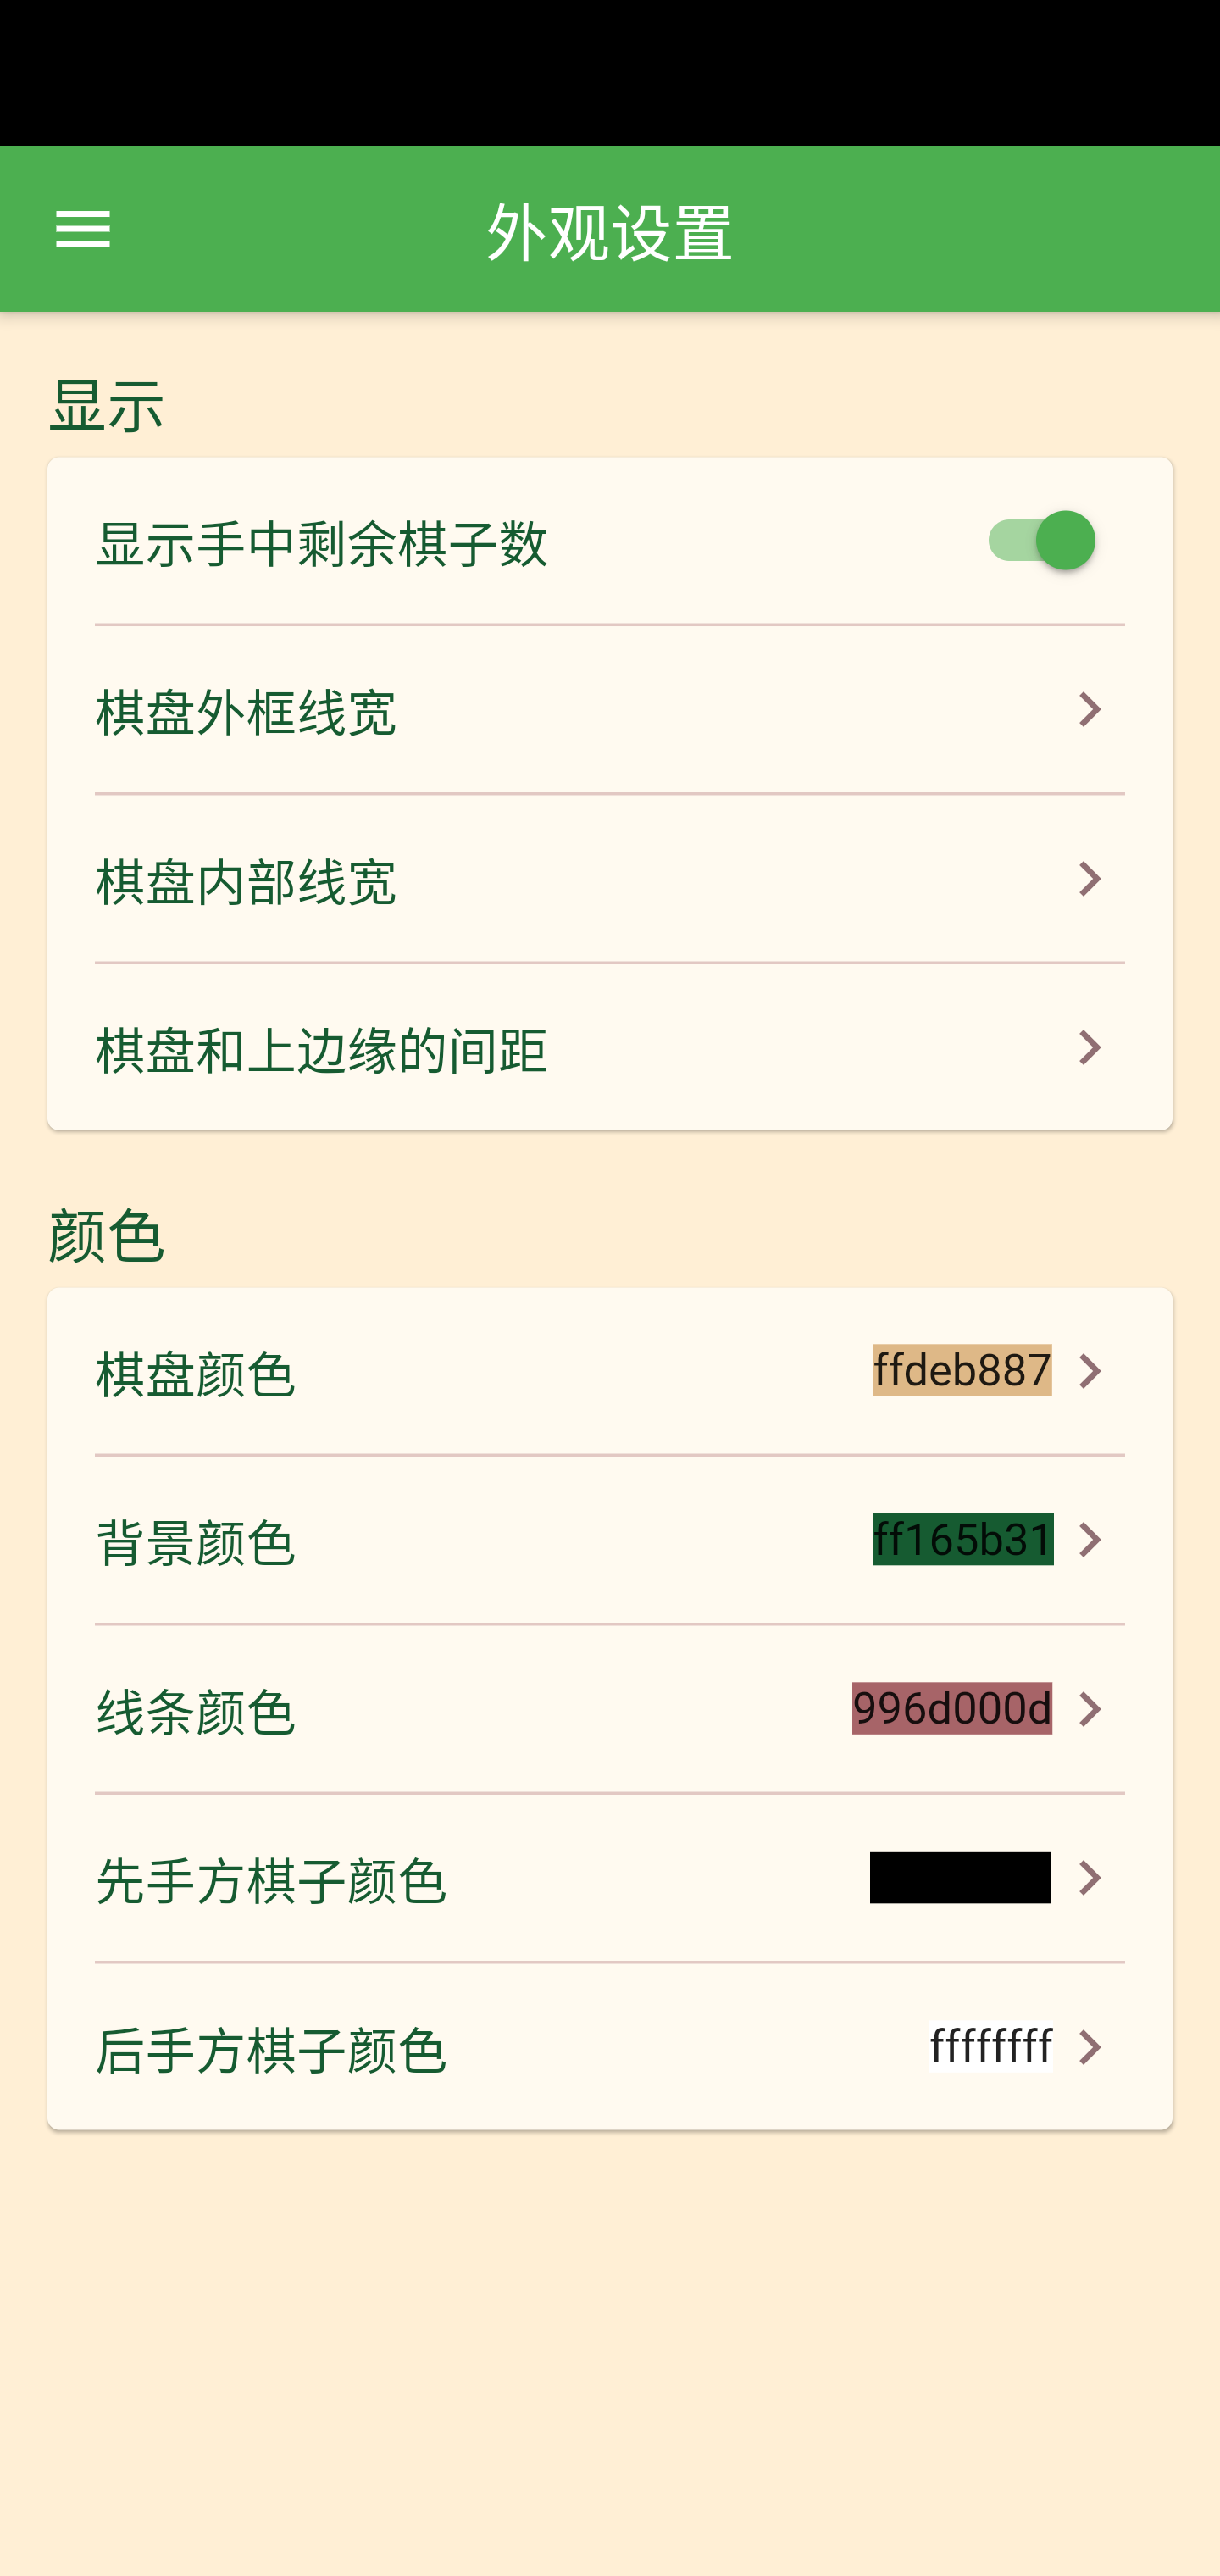 外观设置
显示
显示手中剩余棋子数
棋盘外框线宽
棋盘内部线宽
棋盘和上边缘的间距
颜色
棋盘颜色 ffdeb887
背景颜色 ff165b31
线条颜色 996d000d
先手方棋子颜色
后手方棋子颜色 ffffffff